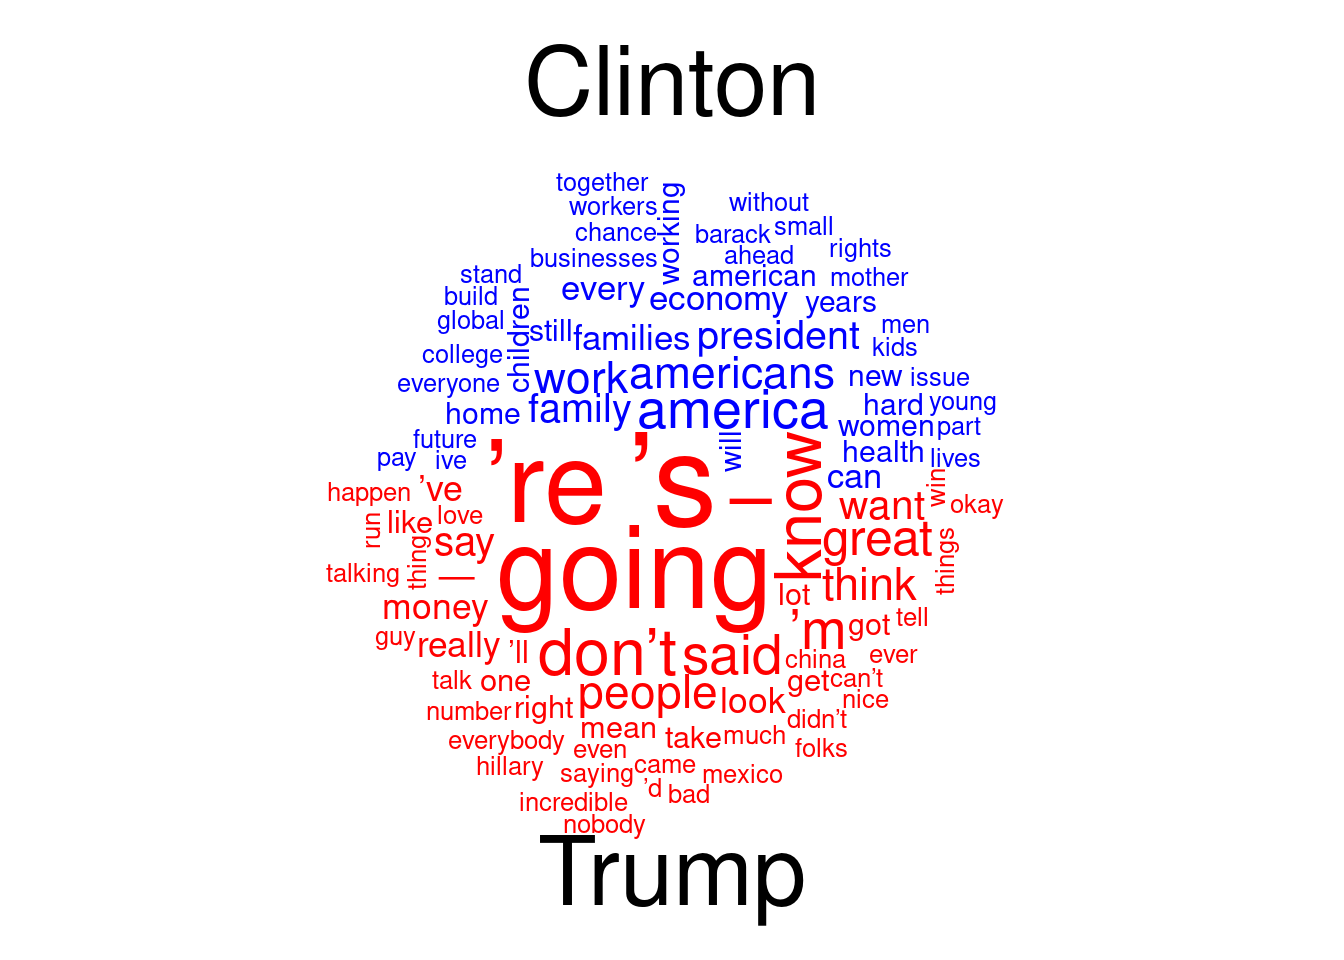 Clinton
together
workers
working
without
chance
barack
small
businesses
ahead
rights
stand
american
mother
build
every
economy
years
global
children
still
families
president
men
kids
college
everyone
work
americans
new
issue
home
family
america
hard
young
women
part
future
will
pay
ive
health
lives
can
happen
’ve
’re
’s
—
know
want
win
okay
run
like
love
say
great
things
talking
thing
—
going
think
money
lot
’m
got
tell
guy
really
’ll
don’t
said
china
ever
talk
one
people
look
get
can’t
nice
number
right
mean
take
much
didn’t
everybody
even
folks
hillary
saying
came
mexico
’d
bad
incredible
nobody
Trump